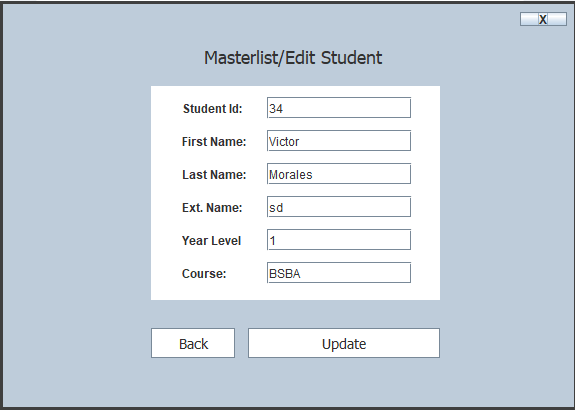 X
Masterlist/Edit Student
Student Id: 34
First Name: Victor
Last Name: Morales
Ext. Name: sd
Year Level 1
Course: BSBA
Back Update